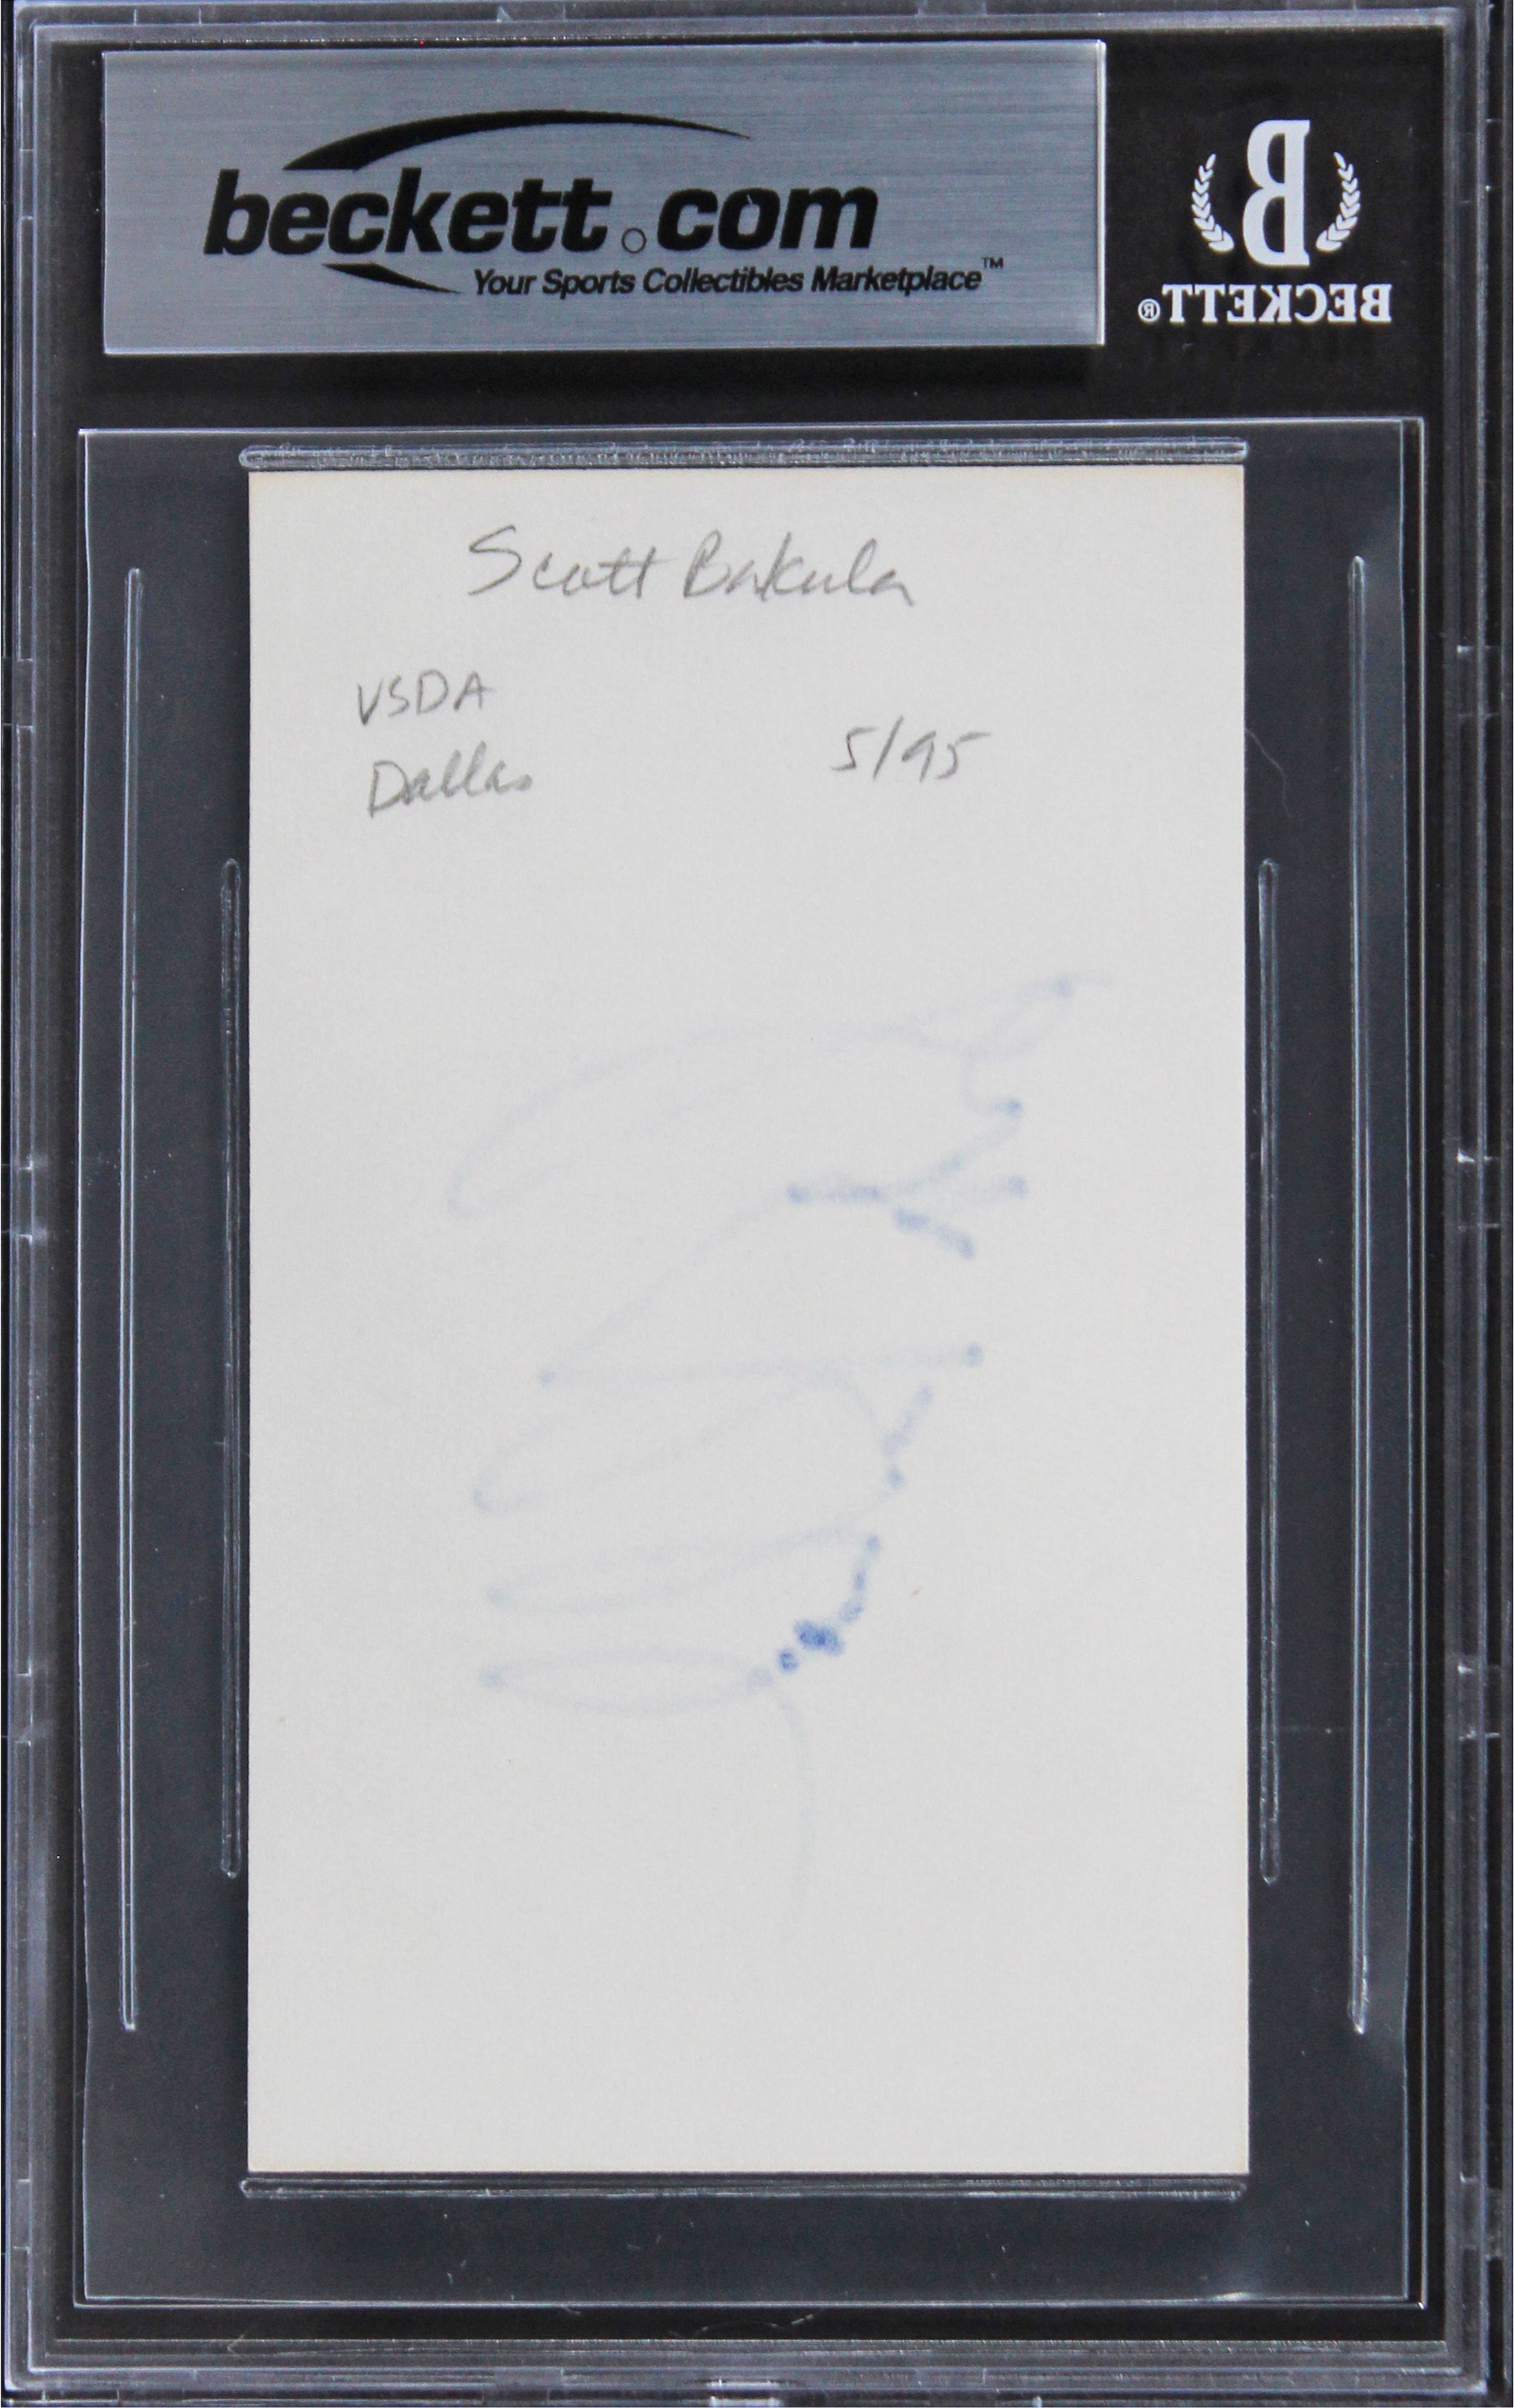 beckett.com
Your Sports Collectibles Marketplace™
B
BECKETT®
Scott Bakula
VSDA
Dallas
5/95